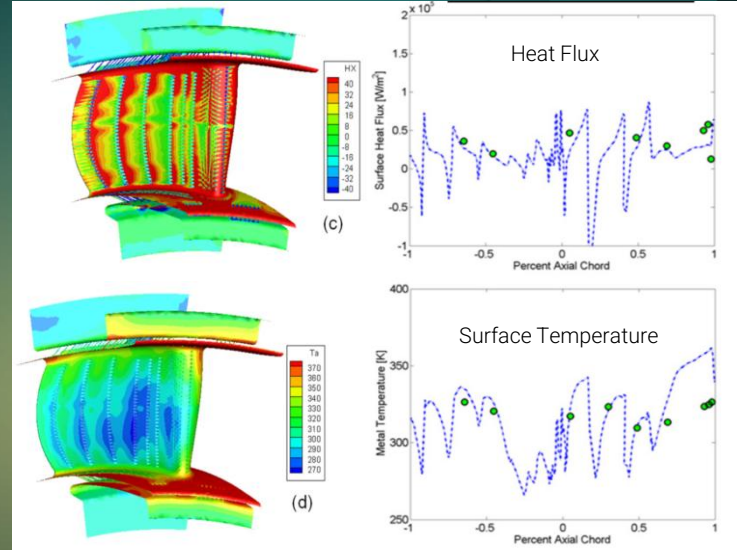 HX
40
32
24
16
8
0
-8
-16
-24
-32
-40
(c)
2 x 10^5
Heat Flux
Surface Heat Flux [W/m²]
1.5
1
0.5
0
0^5
-1
-1 -0.5 0 0.5 1
Percent Axial Chord
Ta
370
360
350
340
330
320
310
300
290
280
270
(d)
400
Surface Temperature
Metal Temperature [K]
350
300
250
-1 -0.5 0 0.5 1
Percent Axial Chord